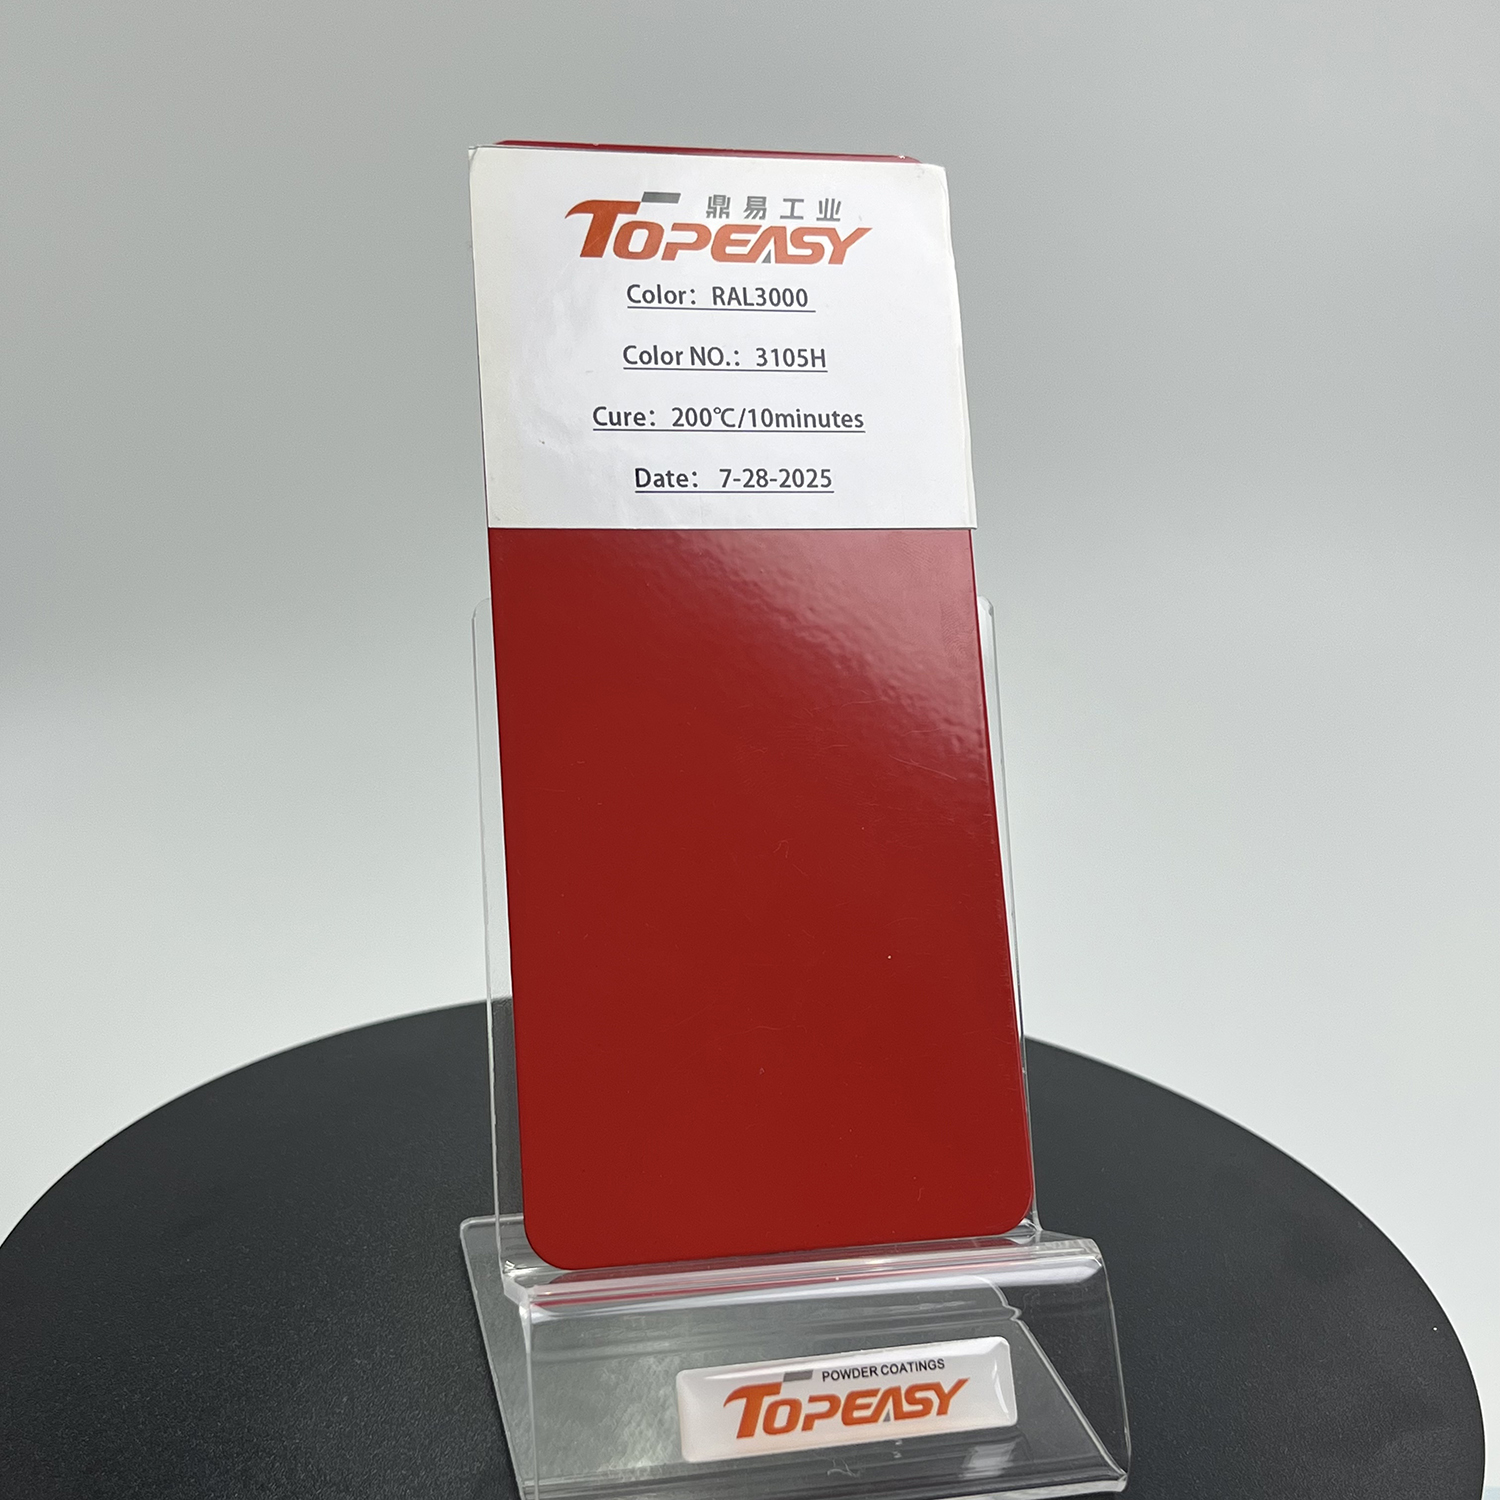 鼎易工业
TOPEASY
Color：RAL3000
Color NO.：3105H
Cure：200℃/10minutes
Date： 7-28-2025
POWDER COATINGS
TOPEASY